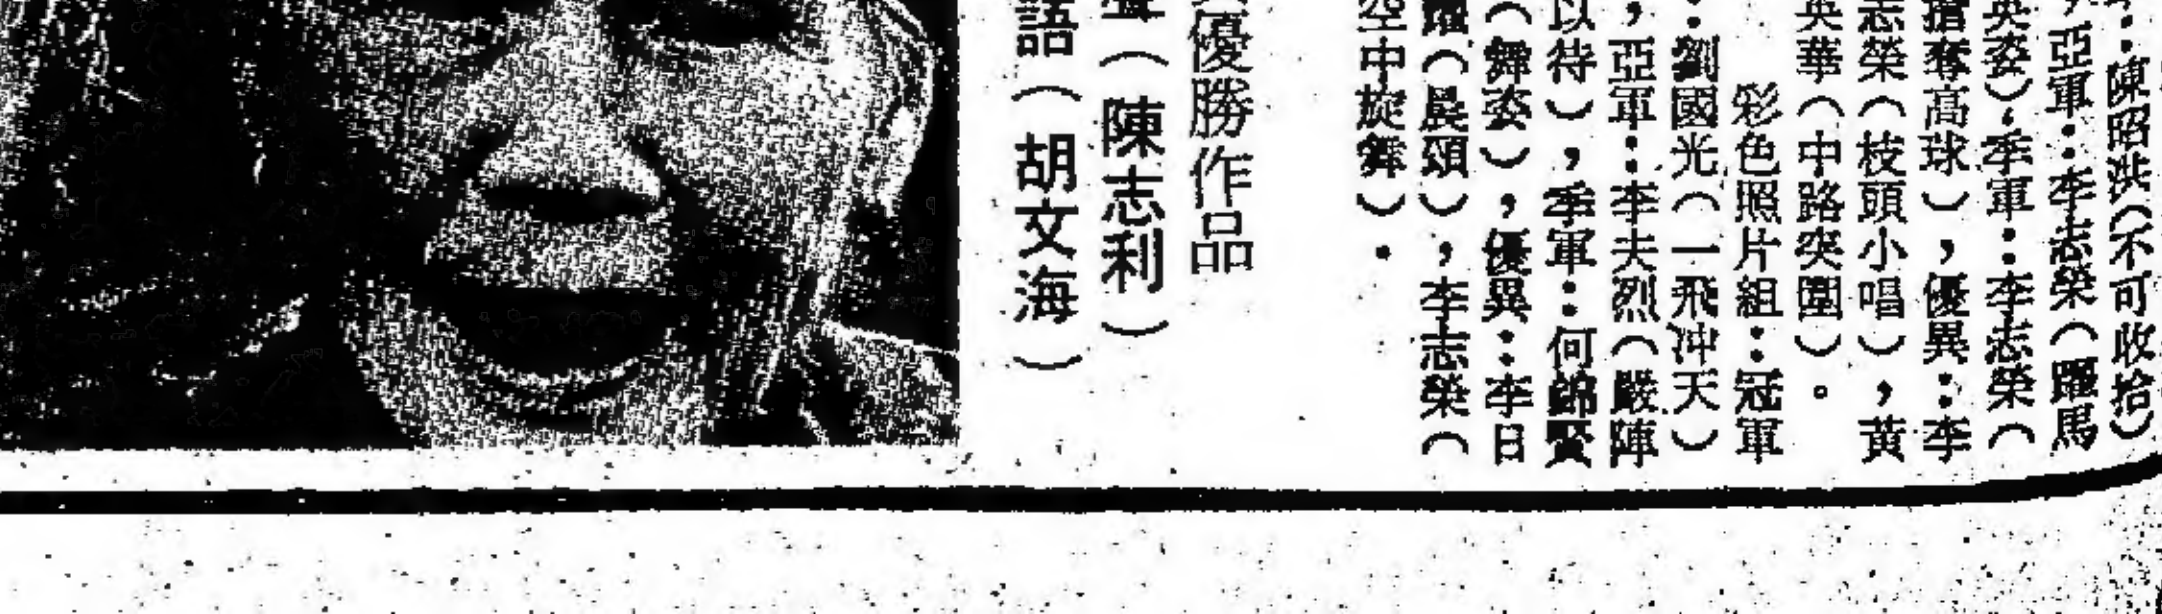 ：陳昭洪（不可收拾）
，亞軍：李志榮（躍馬
英姿），季軍：李志榮（
搶奪高球），優異：李
志榮（枝頭小唱），黃
英華（中路突圍）。
彩色照片組：冠軍
：劉國光（一飛沖天）
，亞軍：李夫烈（嚴陣
以待），季軍：何錦賢
（舞姿），優異：李日
（晨頌），李志榮（
空中旋舞）．
優勝作品
（陳志利）
語（胡文海）